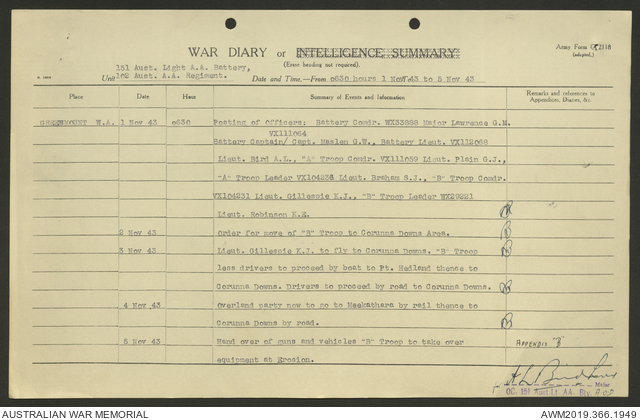 WAR DIARY or INTELLIGENCE SUMMARY
Army Form C 2118
(adapted.)
(Erase heading not required).
151 Aust. Light A.A. Battery,
Unit 102 Aust. A.A. Regiment.
Date and Time.—From 0630 hours 1 Nov 43 to 5 Nov 43
Place Date Hour Summary of Events and Information Remarks and references to Appendices, Diaries, &c.
GREENMOUNT W.A. 1 Nov 43 0630 Posting of Officers: Battery Comdr. WX33888 Major Lawrence G.M.
VX111064
Battery Captain/ Capt. Maslen G.W., Battery Lieut. VX112068
Lieut. Bird A.L., "A" Troop Comdr. VX111059 Lieut. Plain G.J.,
"A" Troop Leader VX104236 Lieut. Braham S.J., "B" Troop Comdr.
VX104231 Lieut. Gillespie K.J., "B" Troop Leader WX29221
Lieut. Robinson K.E.
2 Nov 43 Order for move of "B" Troop to Corunna Downs Area.
3 Nov 43 Lieut. Gillespie K.J. to fly to Corunna Downs. "B" Troop
less drivers to proceed by boat to Pt. Hedland thence to
Corunna Downs. Drivers to proceed by road to Corunna Downs.
4 Nov 43 Overland party now to go to Meekathara by rail thence to
Corunna Downs by road.
5 Nov 43 Hand over of guns and vehicles "B" Troop to take over APPENDIX "B"
equipment at Grosion.
Major
OC. 151 Aust Lt. AA. Bty.
AUSTRALIAN WAR MEMORIAL
AWM2019.366.1949